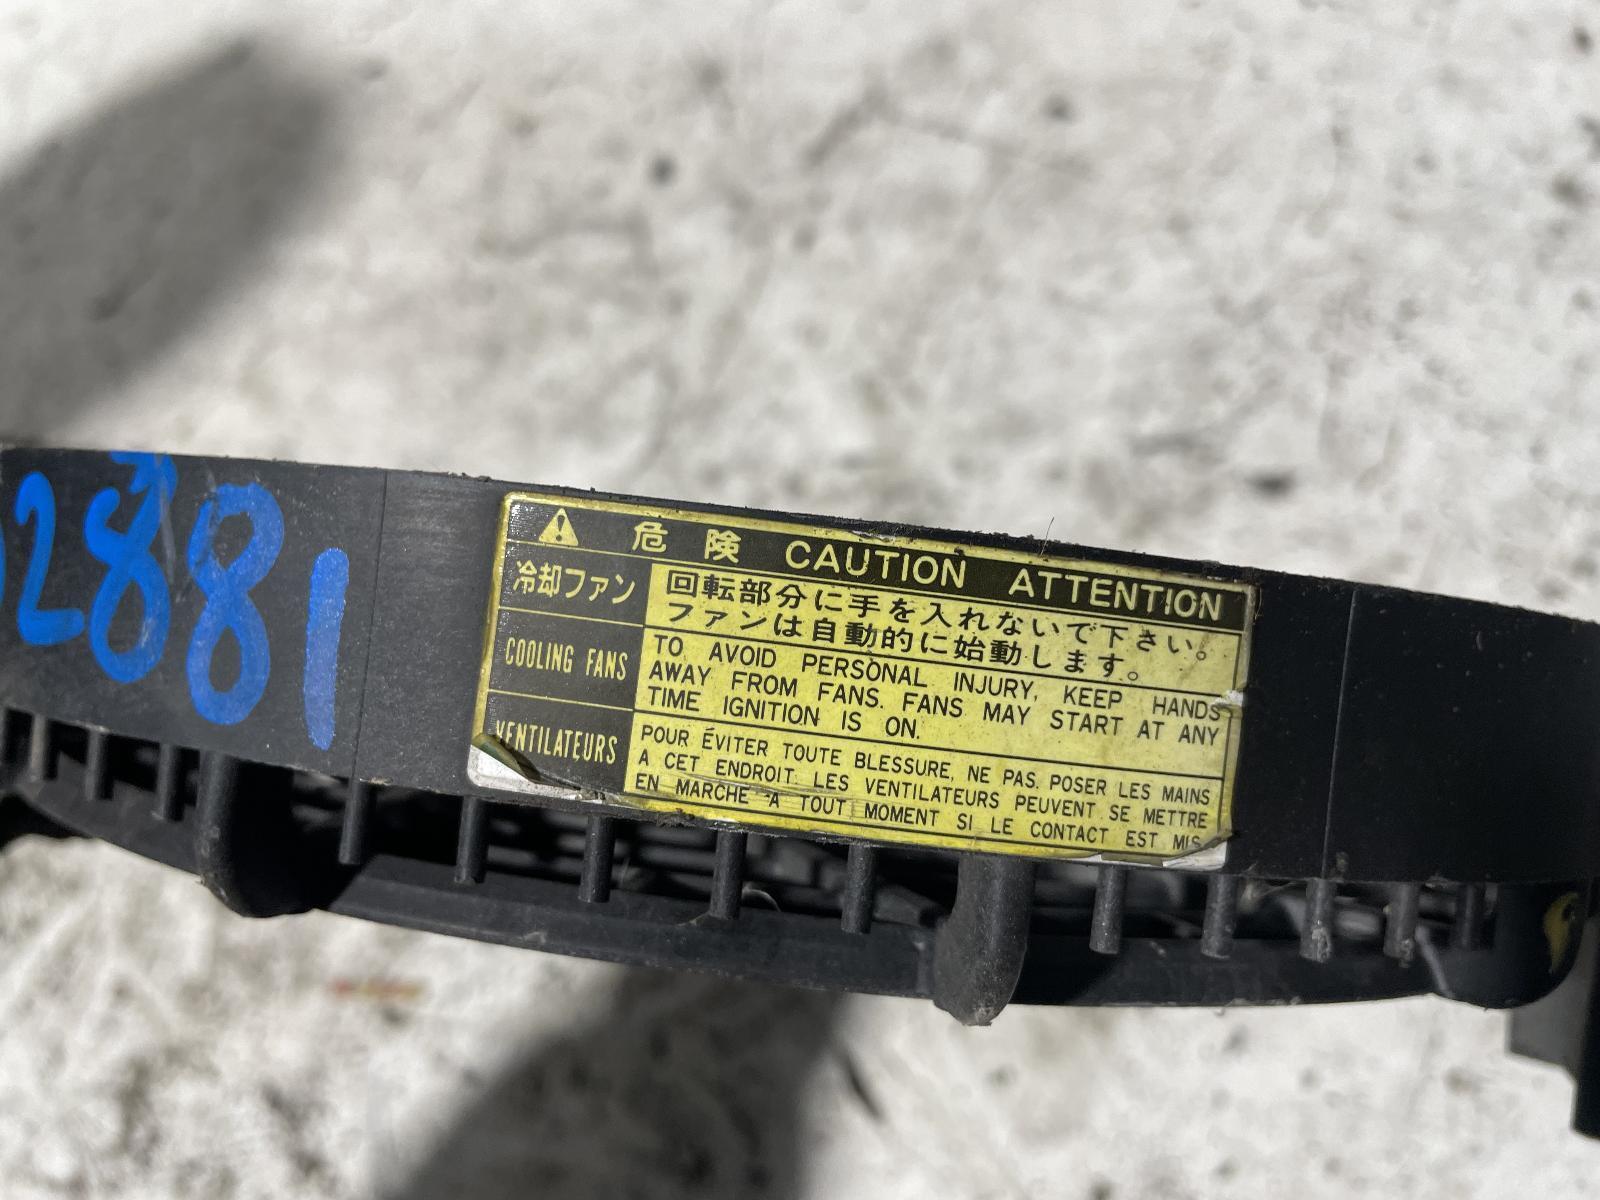 2881
危険 CAUTION ATTENTION
冷却ファン
回転部分に手を入れないで下さい。
ファンは自動的に始動します。
COOLING FANS
TO AVOID PERSONAL INJURY, KEEP HANDS
AWAY FROM FANS. FANS MAY START AT ANY
TIME IGNITION IS ON.
VENTILATEURS
POUR ÉVITER TOUTE BLESSURE, NE PAS POSER LES MAINS
A CET ENDROIT. LES VENTILATEURS PEUVENT SE METTRE
EN MARCHE A TOUT MOMENT SI LE CONTACT EST MIS.